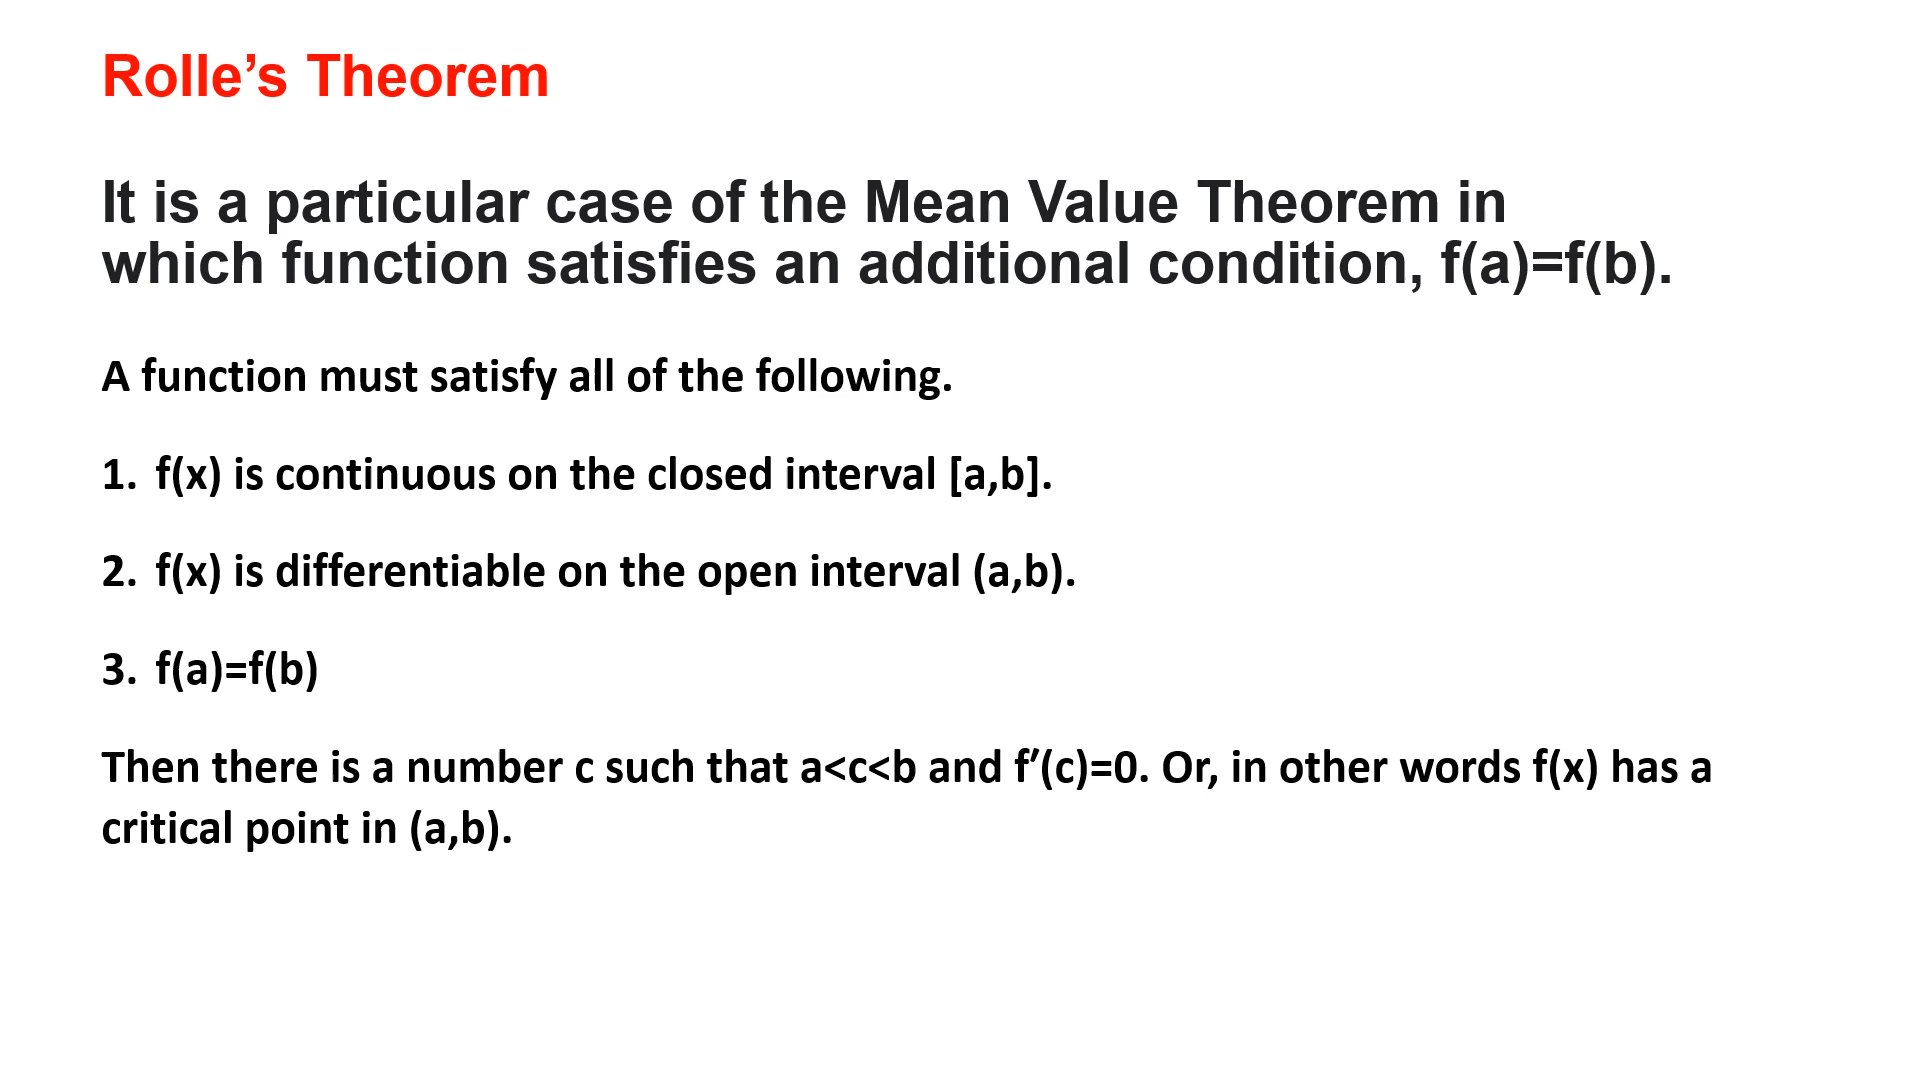 Rolle’s Theorem
It is a particular case of the Mean Value Theorem in
which function satisfies an additional condition, f(a)=f(b).
A function must satisfy all of the following.
1. f(x) is continuous on the closed interval [a,b].
2. f(x) is differentiable on the open interval (a,b).
3. f(a)=f(b)
Then there is a number c such that a<c<b and f′(c)=0. Or, in other words f(x) has a
critical point in (a,b).